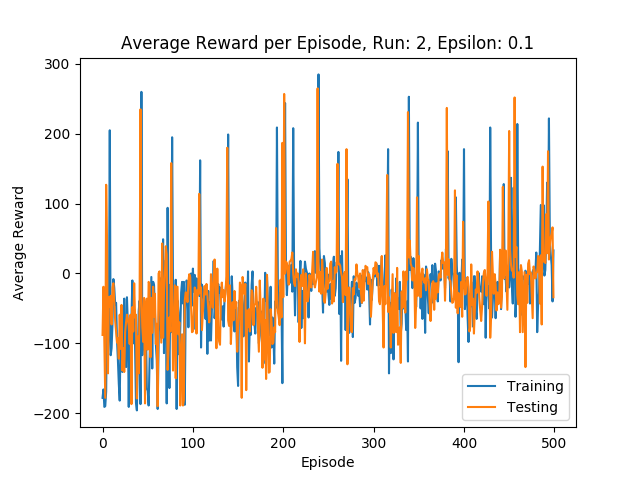 Average Reward per Episode, Run: 2, Epsilon: 0.1
300
200
100
0
−100
−200
Average Reward
0
100
200
300
400
500
Episode
Training
Testing